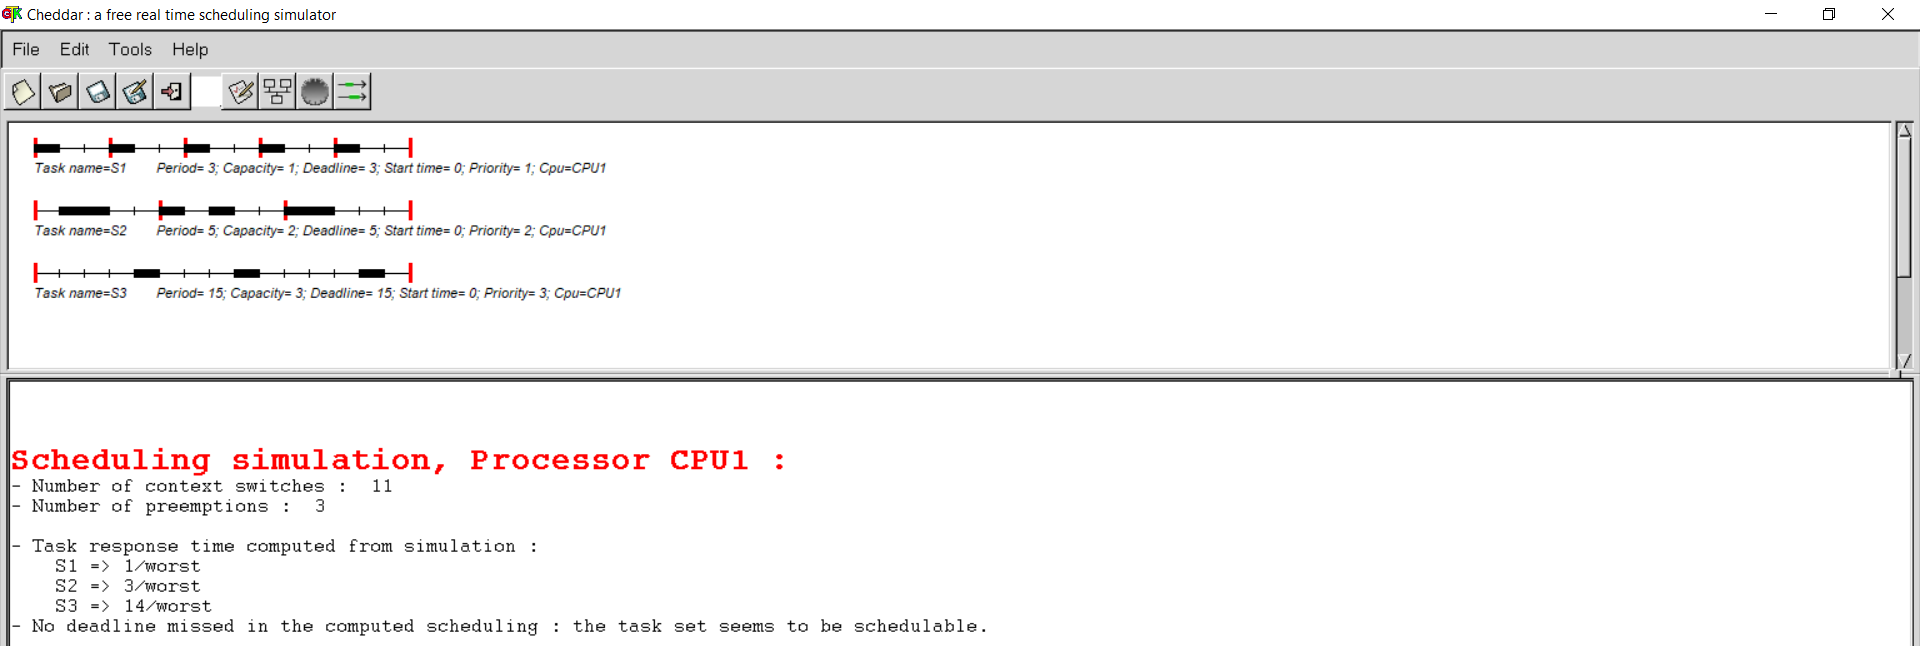 Cheddar : a free real time scheduling simulator
File Edit Tools Help
Task name=S1 Period= 3; Capacity= 1; Deadline= 3; Start time= 0; Priority= 1; Cpu=CPU1
Task name=S2 Period= 5; Capacity= 2; Deadline= 5; Start time= 0; Priority= 2; Cpu=CPU1
Task name=S3 Period= 15; Capacity= 3; Deadline= 15; Start time= 0; Priority= 3; Cpu=CPU1
Scheduling simulation, Processor CPU1 :
- Number of context switches : 11
- Number of preemptions : 3
- Task response time computed from simulation :
S1 => 1/worst
S2 => 3/worst
S3 => 14/worst
- No deadline missed in the computed scheduling : the task set seems to be schedulable.